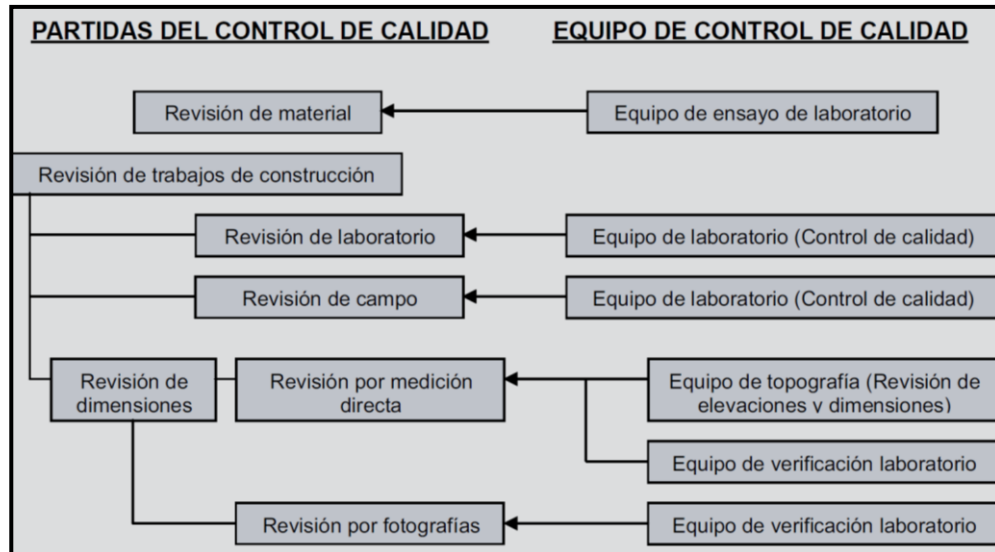 PARTIDAS DEL CONTROL DE CALIDAD
EQUIPO DE CONTROL DE CALIDAD
Revisión de material
Equipo de ensayo de laboratorio
Revisión de trabajos de construcción
Revisión de laboratorio
Equipo de laboratorio (Control de calidad)
Revisión de campo
Equipo de laboratorio (Control de calidad)
Revisión de
dimensiones
Revisión por medición
directa
Equipo de topografía (Revisión de
elevaciones y dimensiones)
Equipo de verificación laboratorio
Revisión por fotografías
Equipo de verificación laboratorio